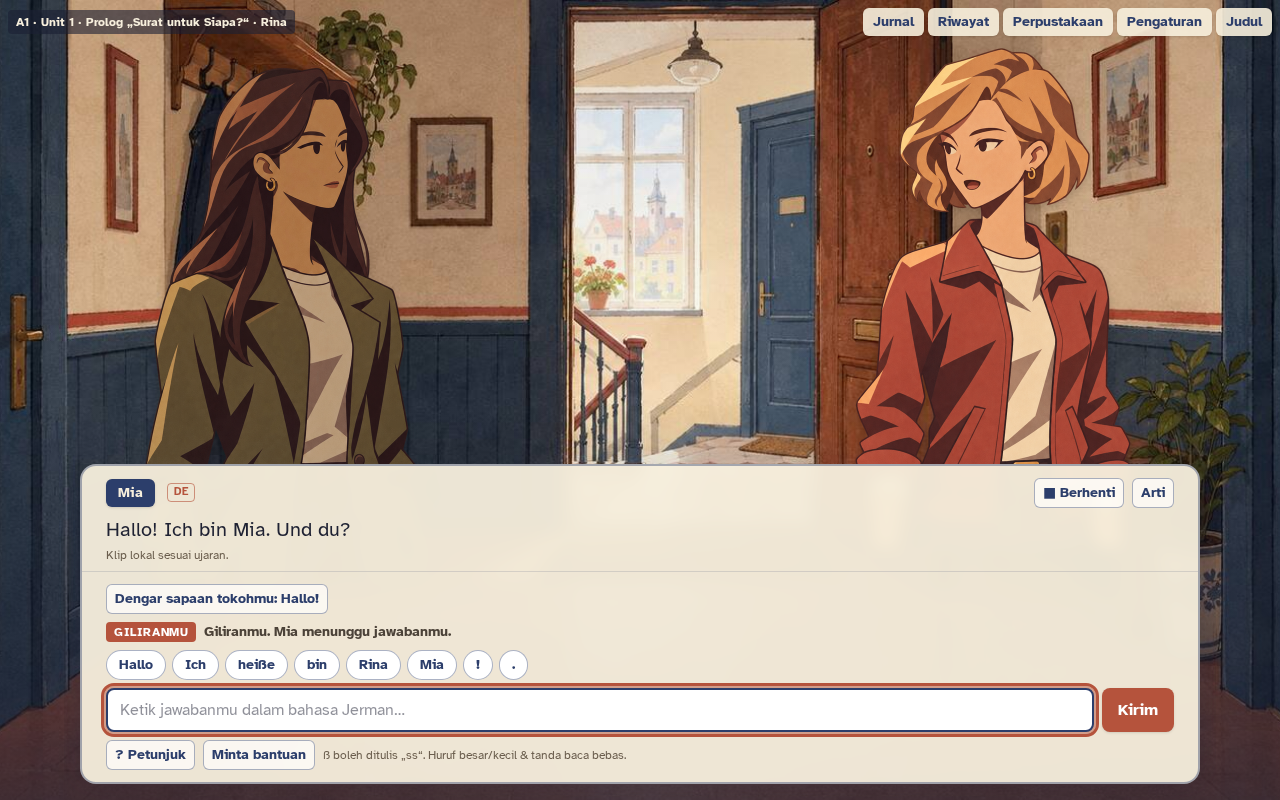 A1 · Unit 1 · Prolog „Surat untuk Siapa?“ · Rina
Jurnal Riwayat Perpustakaan Pengaturan Judul
Mia DE ■ Berhenti Arti
Hallo! Ich bin Mia. Und du?
Klip lokal sesuai ujaran.
Dengar sapaan tokohmu: Hallo!
GILIRANMU Giliranmu. Mia menunggu jawabanmu.
Hallo Ich heiße bin Rina Mia ! .
Ketik jawabanmu dalam bahasa Jerman... Kirim
? Petunjuk Minta bantuan ß boleh ditulis „ss“. Huruf besar/kecil & tanda baca bebas.